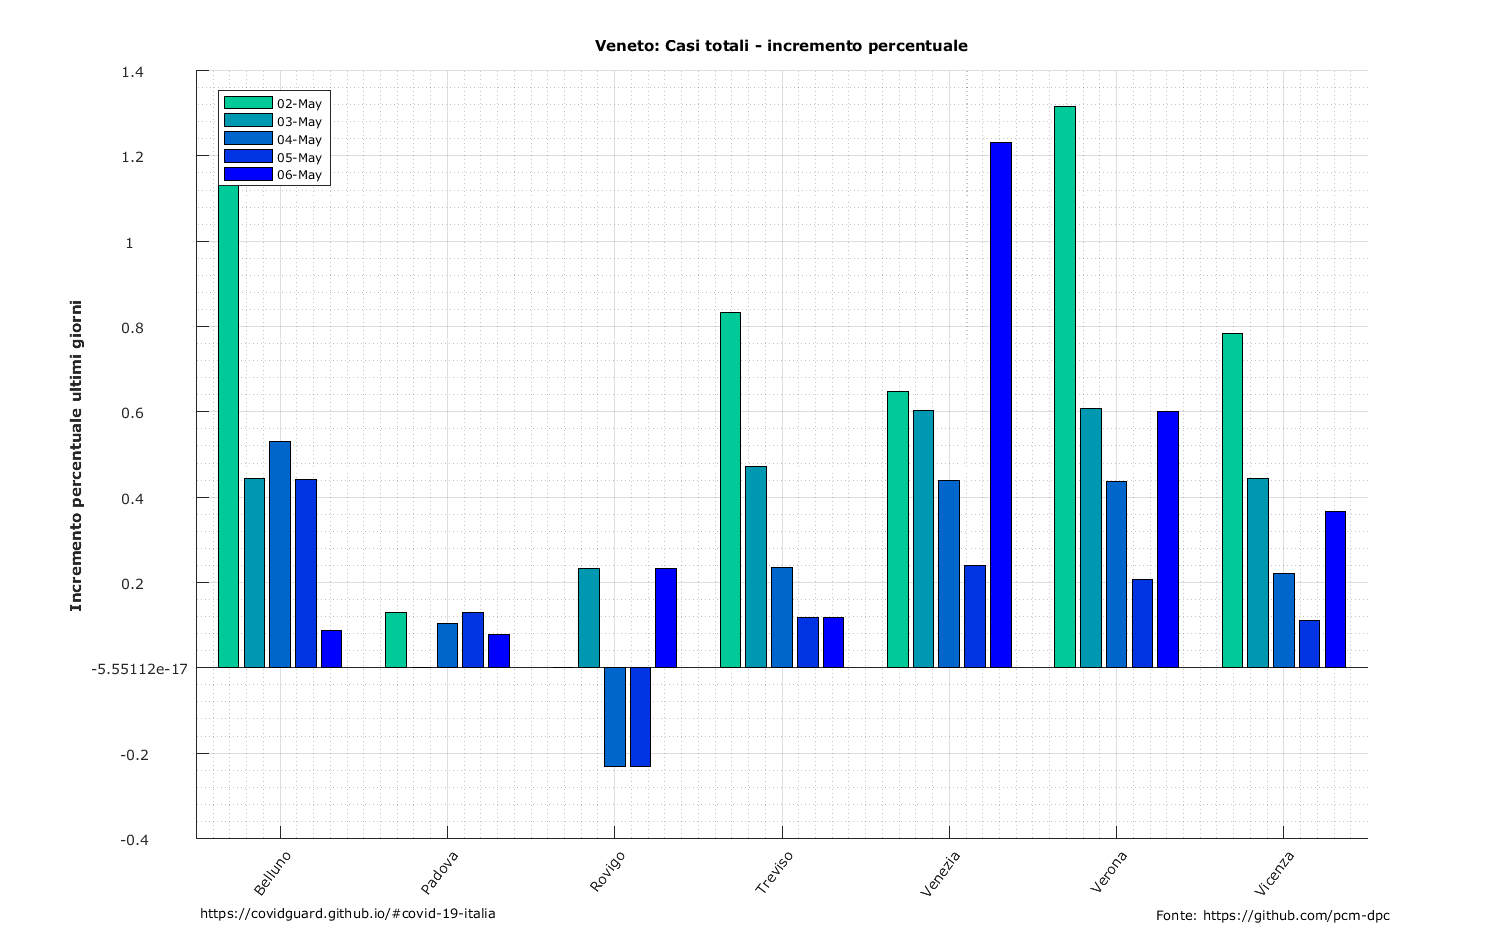 Veneto: Casi totali - incremento percentuale
1.4
1.2
1
0.8
0.6
0.4
0.2
-5.55112e-17
-0.2
-0.4
Incremento percentuale ultimi giorni
02-May
03-May
04-May
05-May
06-May
Belluno
Padova
Rovigo
Treviso
Venezia
Verona
Vicenza
https://covidguard.github.io/#covid-19-italia
Fonte: https://github.com/pcm-dpc